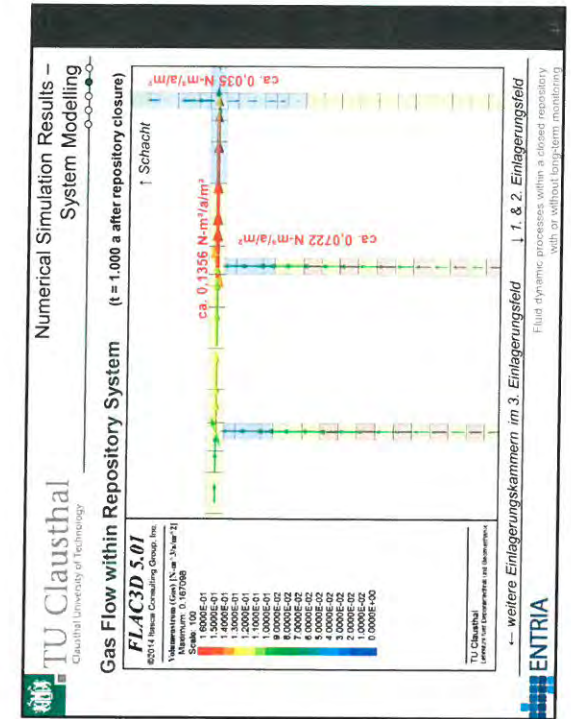 TU Clausthal
Clausthal University of Technology
Numerical Simulation Results –
System Modelling
Gas Flow within Repository System (t = 1.000 a after repository closure)
FLAC3D 5.01
©2014 Itasca Consulting Group, Inc.
Volumenstrom (Gas) [N-m^3/a/m^2]
Maximum: 0.167098
Scale: 100
1.6000E-01
1.5000E-01
1.4000E-01
1.3000E-01
1.2000E-01
1.1000E-01
1.0000E-01
9.0000E-02
8.0000E-02
7.0000E-02
6.0000E-02
5.0000E-02
4.0000E-02
3.0000E-02
2.0000E-02
1.0000E-02
0.0000E+00
TU Clausthal
↑ Schacht
ca. 0,1356 N-m³/a/m²
ca. 0,0722 N-m³/a/m²
ca. 0,035 N-m³/a/m²
← weitere Einlagerungskammern im 3. Einlagerungsfeld
↓ 1. & 2. Einlagerungsfeld
ENTRIA
Fluid dynamic processes within a closed repository
with or without long-term monitoring